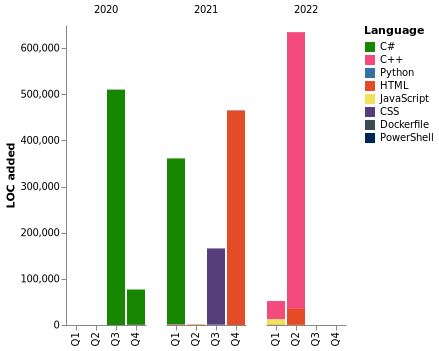 2020 2021 2022
Language
C#
C++
Python
HTML
JavaScript
CSS
Dockerfile
PowerShell
LOC added
600,000
500,000
400,000
300,000
200,000
100,000
0
Q1 Q2 Q3 Q4 Q1 Q2 Q3 Q4 Q1 Q2 Q3 Q4